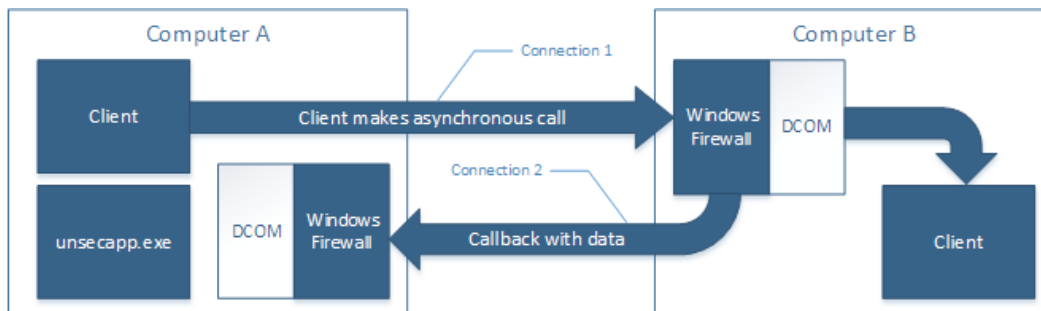 Computer A
Computer B
Connection 1
Client
Client makes asynchronous call
Windows
Firewall
DCOM
Connection 2
unsecapp.exe
DCOM
Windows
Firewall
Callback with data
Client